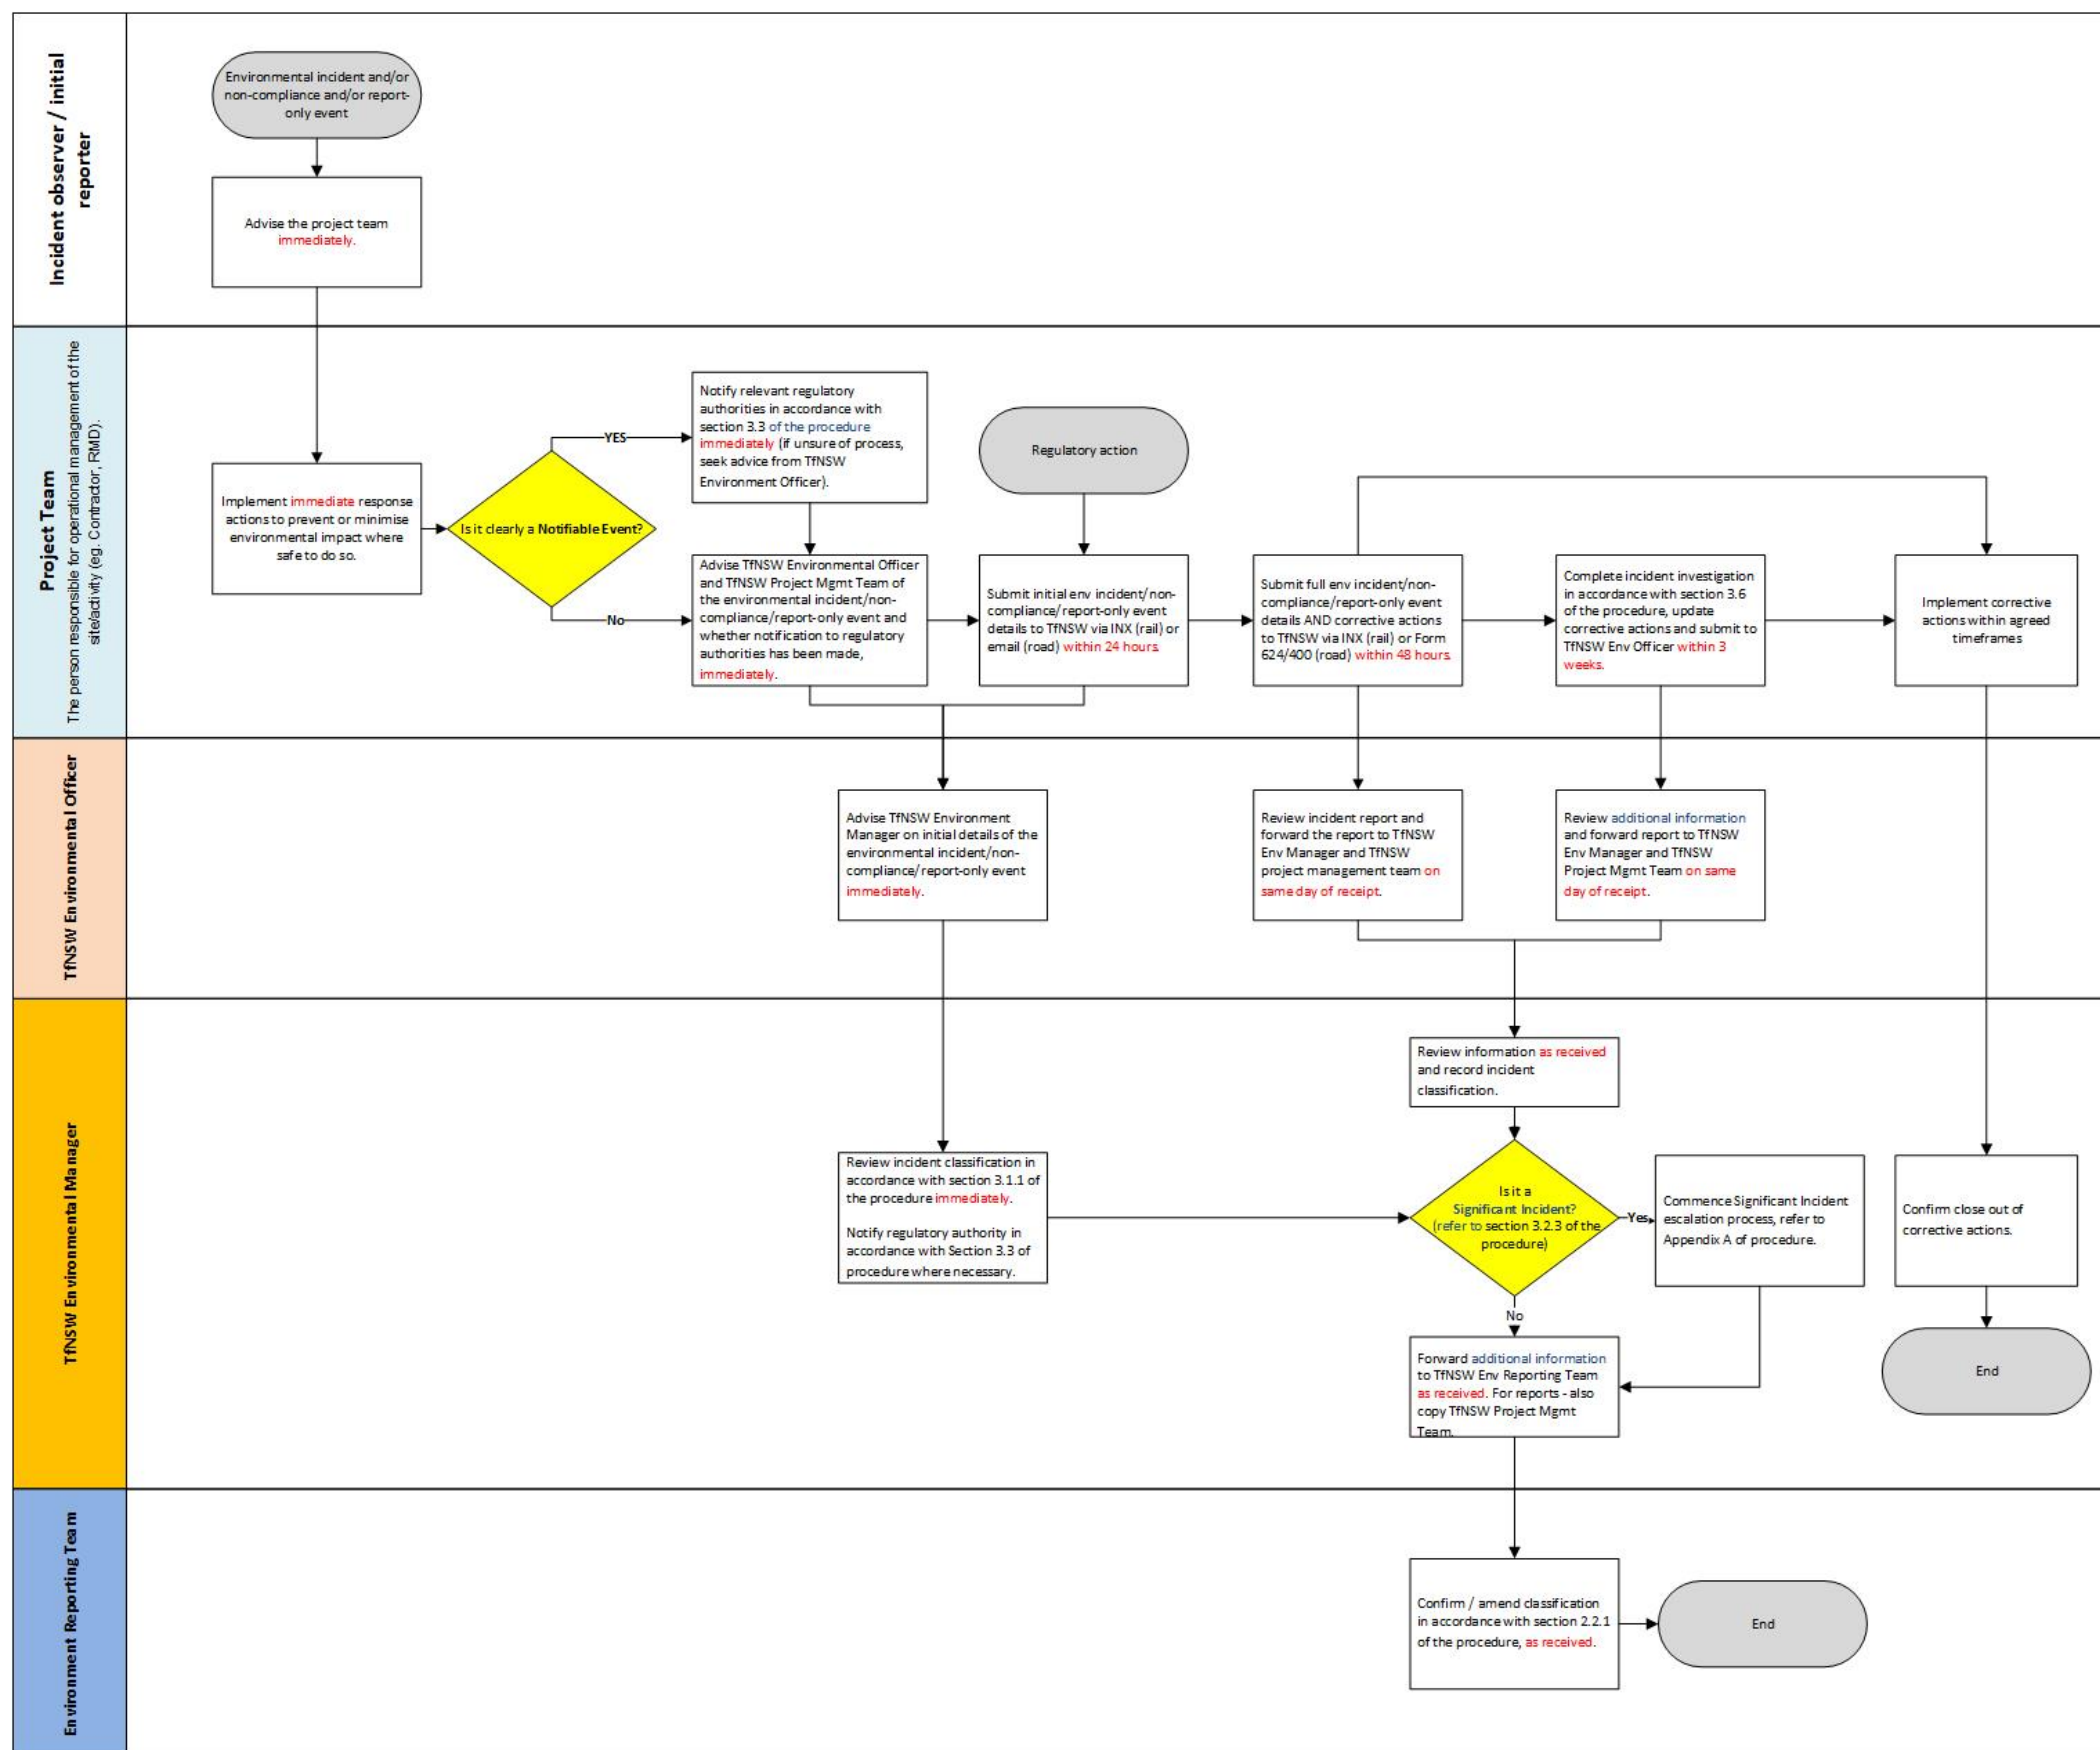 Incident observer / initial
reporter
Environmental incident and/or
non-compliance and/or report-
only event
Advise the project team
immediately.
Project Team
The person responsible for operational management of the
site/activity (eg. Contractor, RMD).
Implement immediate response
actions to prevent or minimise
environmental impact where
safe to do so.
Is it clearly a Notifiable Event?
YES
No
Notify relevant regulatory
authorities in accordance with
section 3.3 of the procedure
immediately (if unsure of process,
seek advice from TfNSW
Environment Officer).
Advise TfNSW Environmental Officer
and TfNSW Project Mgmt Team of
the environmental incident/non-
compliance/report-only event and
whether notification to regulatory
authorities has been made,
immediately.
Regulatory action
Submit initial env incident/non-
compliance/report-only event
details to TfNSW via INX (rail) or
email (road) within 24 hours.
Submit full env incident/non-
compliance/report-only event
details AND corrective actions
to TfNSW via INX (rail) or Form
624/400 (road) within 48 hours.
Complete incident investigation
in accordance with section 3.6
of the procedure, update
corrective actions and submit to
TfNSW Env Officer within 3
weeks.
Implement corrective
actions within agreed
timeframes
TfNSW Environmental Officer
Advise TfNSW Environment
Manager on initial details of the
environmental incident/non-
compliance/report-only event
immediately.
Review incident report and
forward the report to TfNSW
Env Manager and TfNSW
project management team on
same day of receipt.
Review additional information
and forward report to TfNSW
Env Manager and TfNSW
Project Mgmt Team on same
day of receipt.
TfNSW Environmental Manager
Review information as received
and record incident
classification.
Review incident classification in
accordance with section 3.1.1 of
the procedure immediately.
Notify regulatory authority in
accordance with Section 3.3 of
procedure where necessary.
Is it a
Significant Incident?
(refer to section 3.2.3 of the
procedure)
Yes
No
Commence Significant Incident
escalation process, refer to
Appendix A of procedure.
Confirm close out of
corrective actions.
Forward additional information
to TfNSW Env Reporting Team
as received. For reports - also
copy TfNSW Project Mgmt
Team.
End
Environment Reporting Team
Confirm / amend classification
in accordance with section 2.2.1
of the procedure, as received.
End